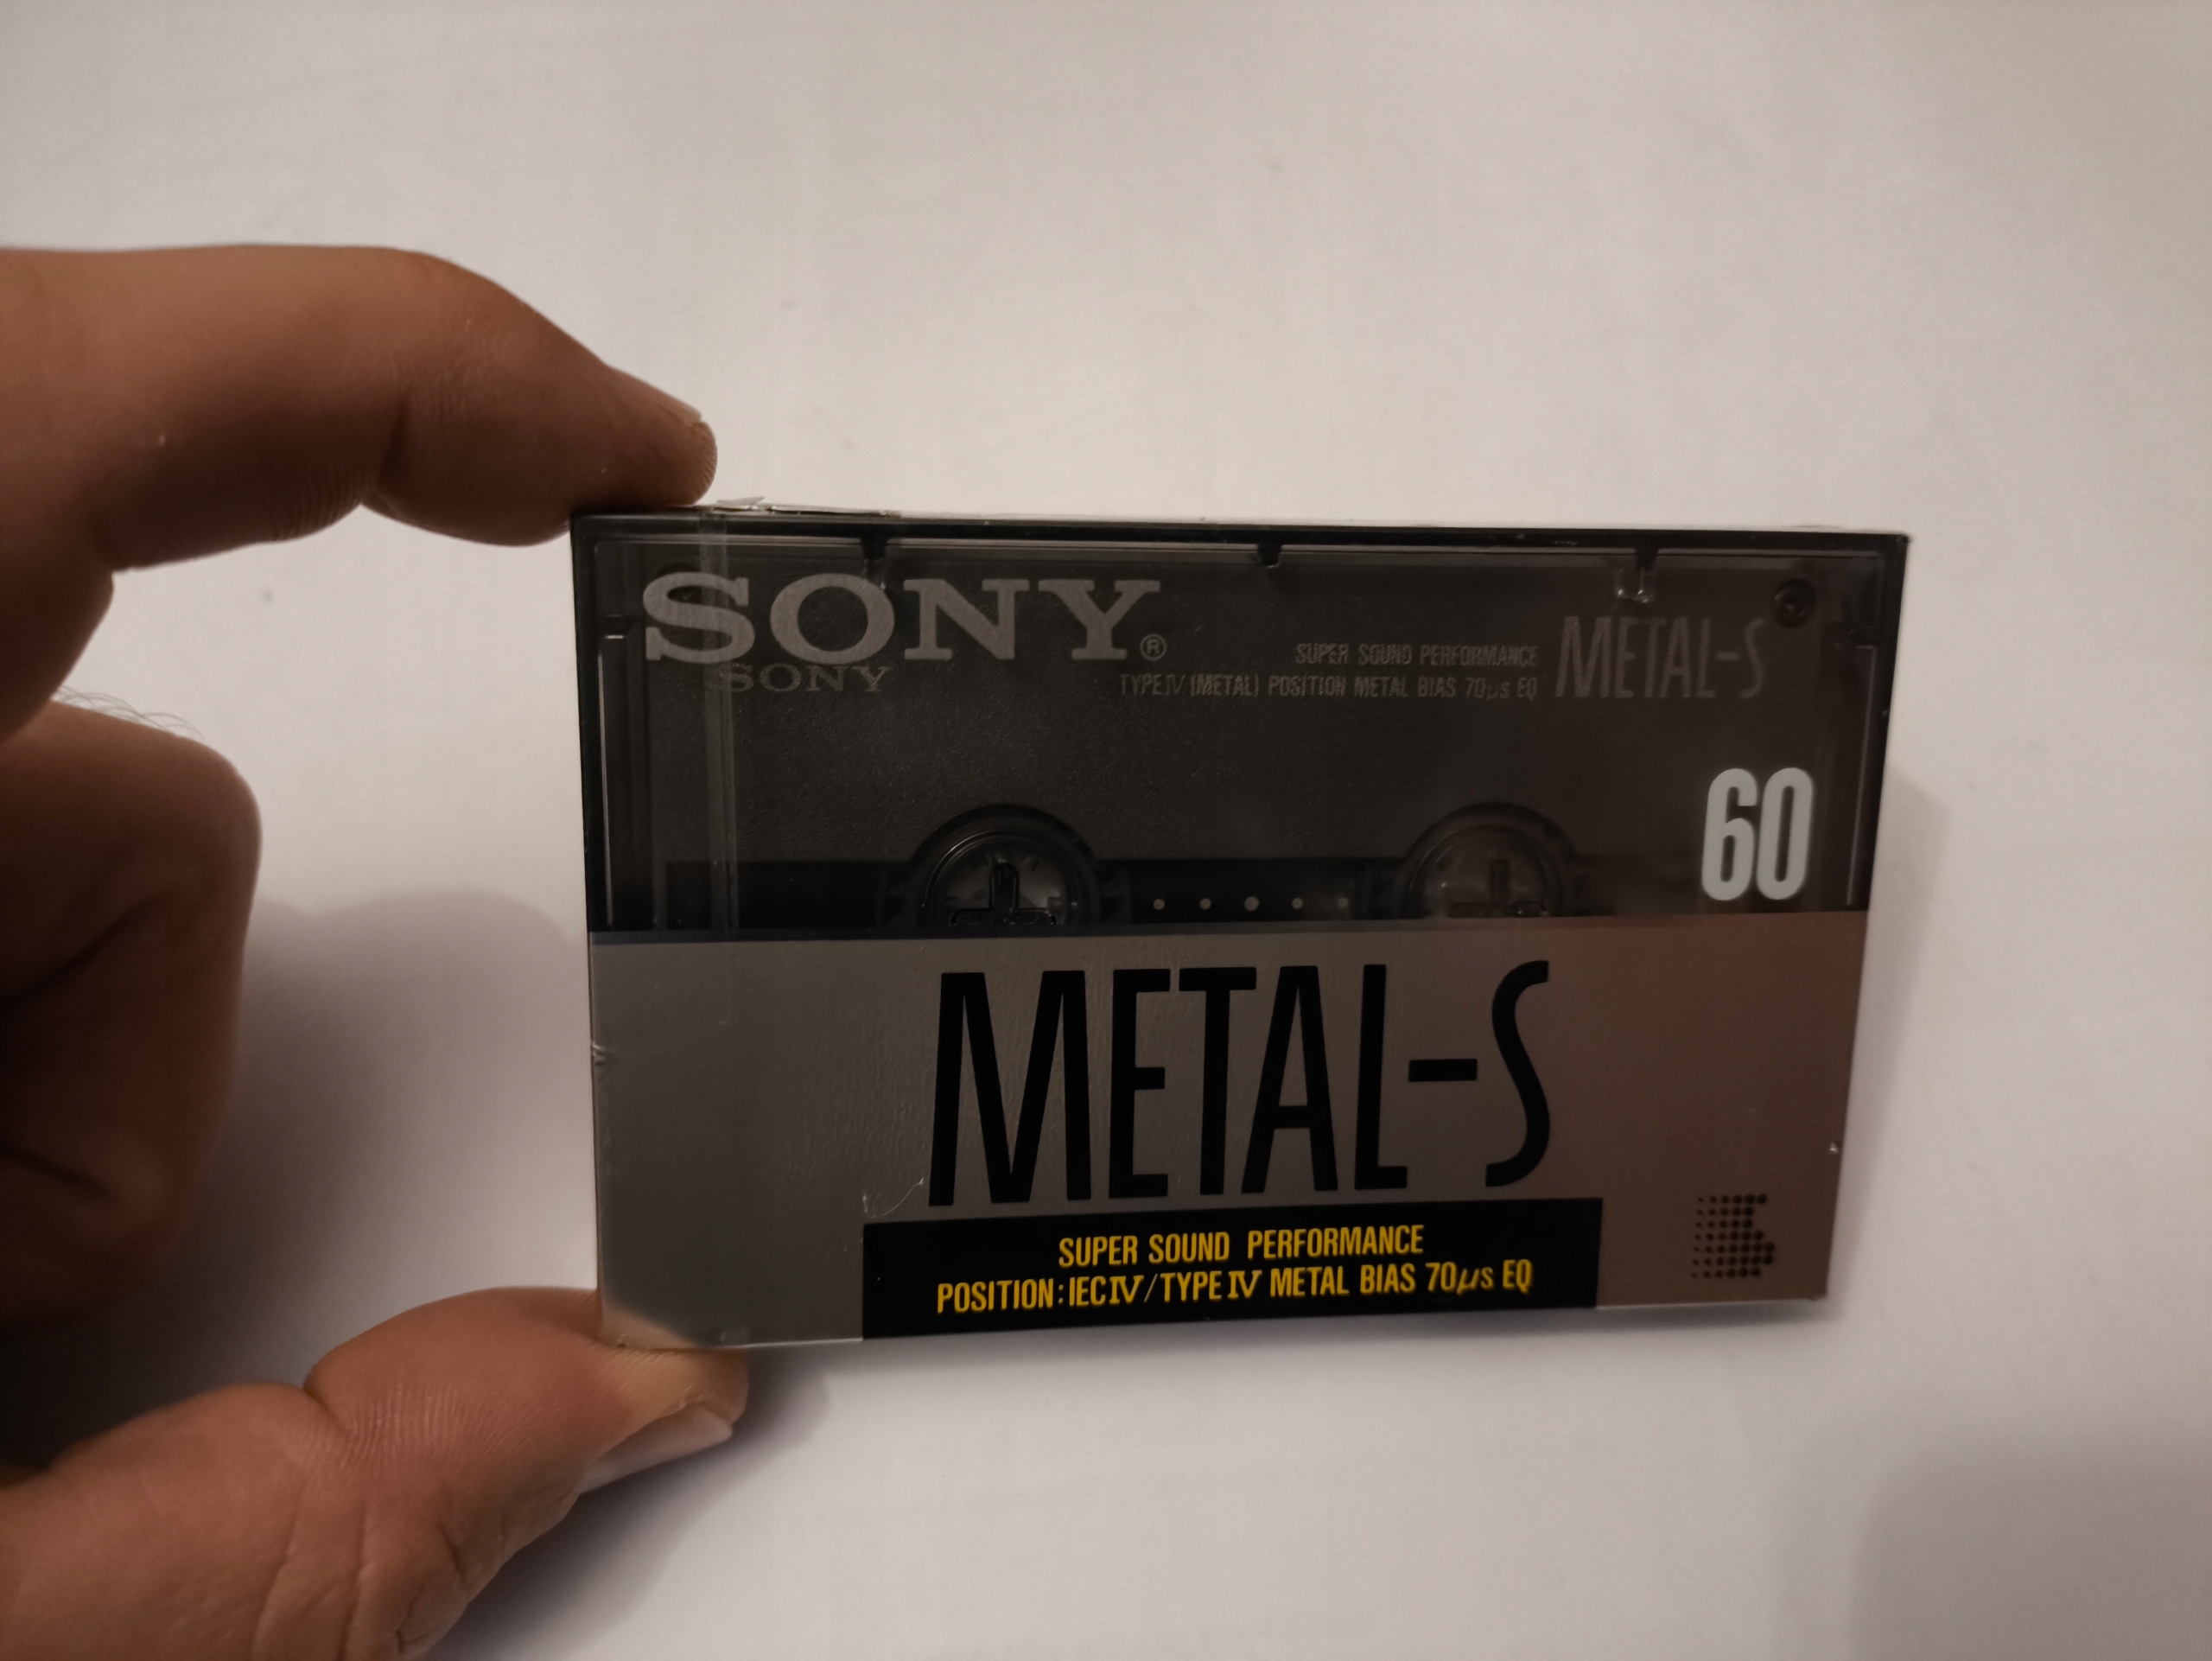 SONY®
SONY
SUPER SOUND PERFORMANCE
TYPE IV (METAL) POSITION METAL BIAS 70µs EQ
METAL-S
60
METAL-S
SUPER SOUND PERFORMANCE
POSITION: IEC IV / TYPE IV METAL BIAS 70µs EQ